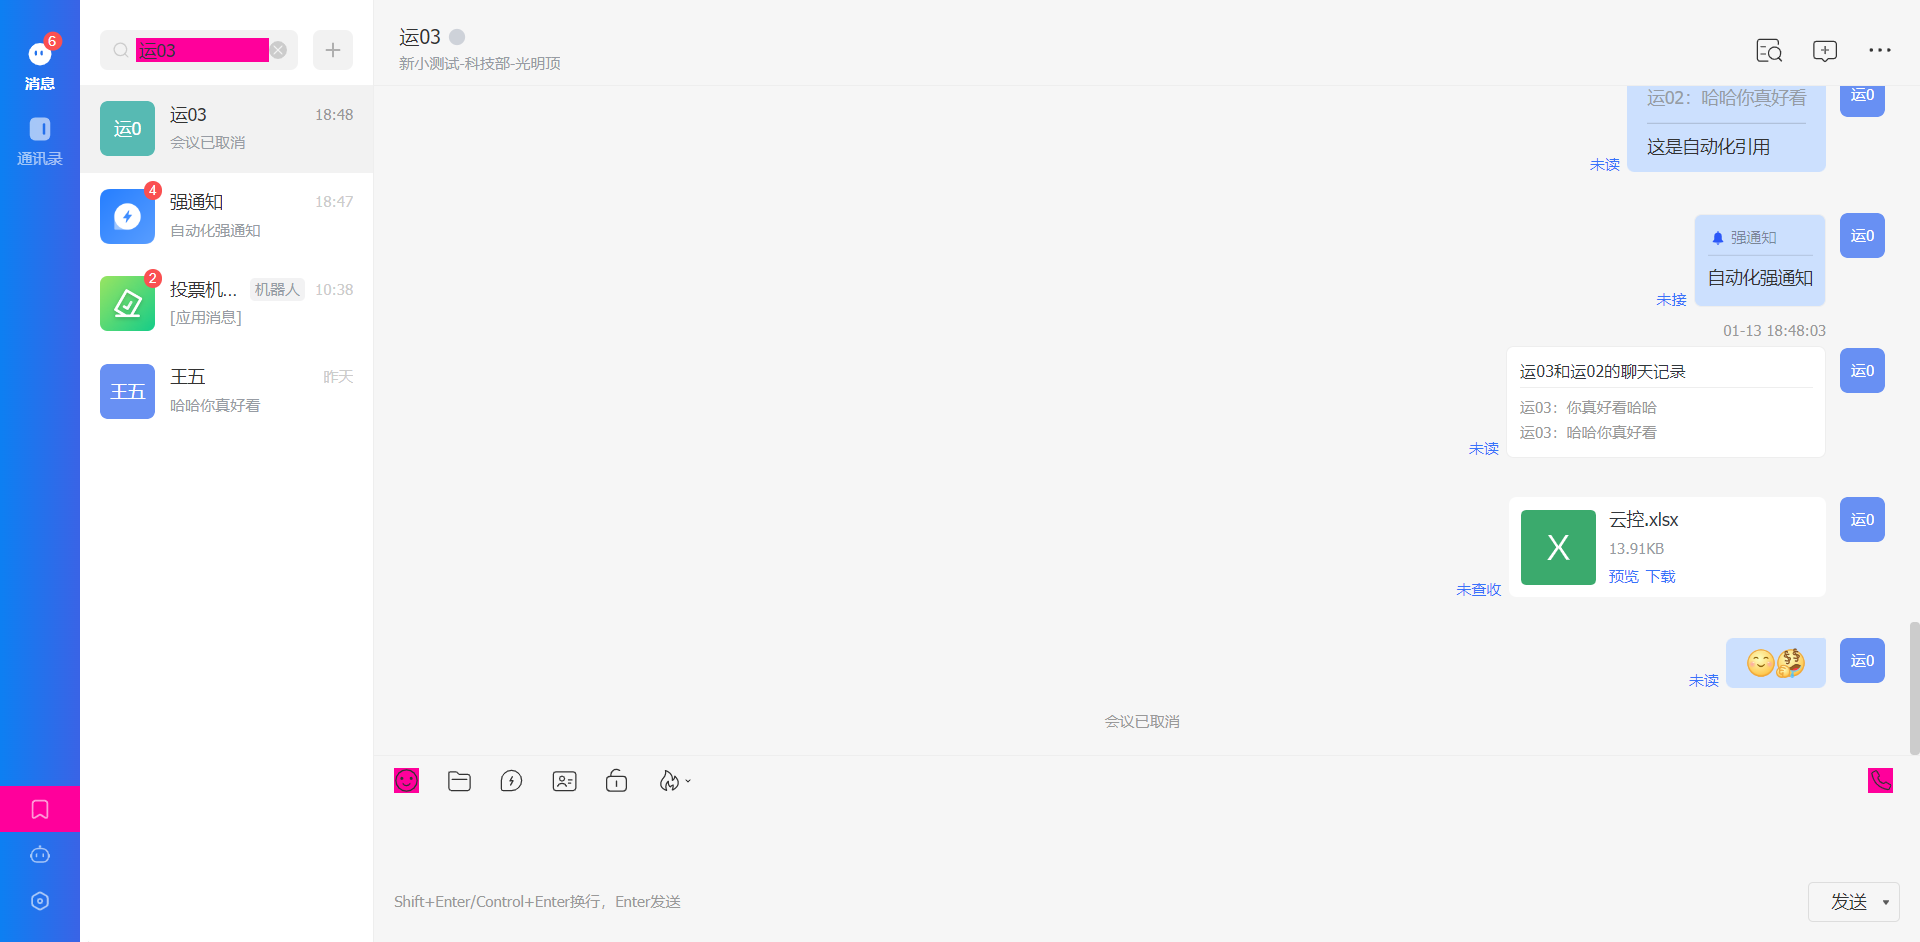 6
消息
通讯录
运03
运0
运03
18:48
会议已取消
4
强通知
18:47
自动化强通知
2
投票机...
机器人
10:38
[应用消息]
王五
王五
昨天
哈哈你真好看
运03
新小测试-科技部-光明顶
运02：哈哈你真好看
运0
这是自动化引用
未读
强通知
运0
自动化强通知
未接
01-13 18:48:03
运03和运02的聊天记录
运0
运03：你真好看哈哈
运03：哈哈你真好看
未读
X
云控.xlsx
运0
13.91KB
预览 下载
未查收
运0
未读
会议已取消
Shift+Enter/Control+Enter换行，Enter发送
发送